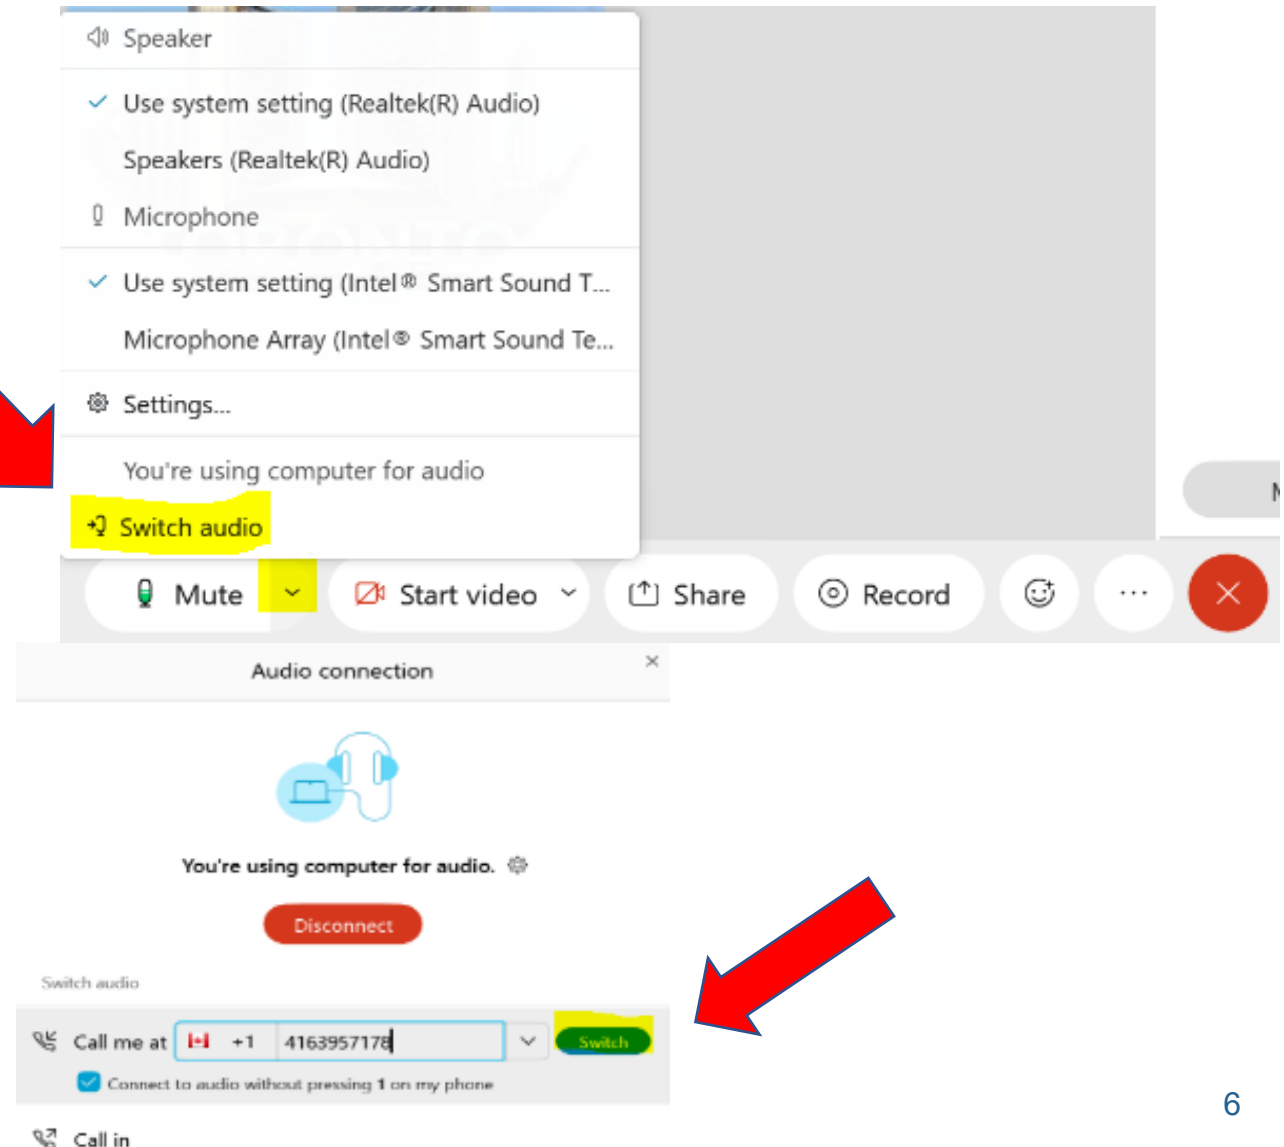 Speaker
Use system setting (Realtek(R) Audio)
Speakers (Realtek(R) Audio)
Microphone
Use system setting (Intel® Smart Sound T...
Microphone Array (Intel® Smart Sound Te...
Settings...
You're using computer for audio
Switch audio
M
Mute
Start video
Share
Record
...
Audio connection
You're using computer for audio.
Disconnect
Switch audio
Call me at +1 4163957178 Switch
Connect to audio without pressing 1 on my phone
Call in
6